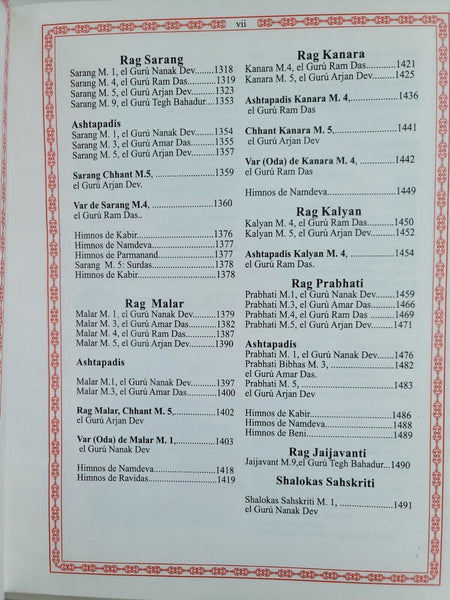 vii
Rag Sarang
Sarang M. 1, el Gurú Nanak Dev........1318
Sarang M. 4, el Gurú Ram Das..........1319
Sarang M. 5, el Gurú Arjan Dev........1323
Sarang M. 9, el Gurú Tegh Bahadur....1353
Ashtapadis
Sarang M. 1, el Gurú Nanak Dev........1354
Sarang M. 3, el Gurú Amar Das.........1355
Sarang M. 5, el Gurú Arjan Dev.........1357
Sarang Chhant M.5, ....................1359
el Gurú Arjan Dev.
Var de Sarang M.4, .....................1360
el Gurú Ram Das..
Himnos de Kabir.........................1376
Himnos de Namdeva....................1377
Himnos de Parmanand.................1377
Sarang M. 5: Surdas....................1378
Himnos de Kabir.........................1378
Rag Malar
Malar M. 1, el Gurú Nanak Dev.........1379
Malar M. 3, el Gurú Amar Das..........1382
Malar M. 4, el Gurú Ram Das...........1387
Malar M. 5, el Gurú Arjan Dev..........1390
Ashtapadis
Malar M. 1, el Gurú Nanak Dev.........1397
Malar M.3, el Gurú Amar Das...........1400
Rag Malar, Chhant M. 5,...............1402
el Gurú Arjan Dev
Var (Oda) de Malar M. 1,...............1403
el Gurú Nanak Dev
Himnos de Namdeva....................1418
Himnos de Ravidas......................1419
Rag Kanara
Kanara M.4, el Gurú Ram Das.........1421
Kanara M. 5, el Gurú Arjan Dev.......1425
Ashtapadis Kanara M. 4,...............1436
el Gurú Ram Das
Chhant Kanara M. 5,....................1441
el Gurú Arjan Dev
Var (Oda) de Kanara M. 4, ............1442
el Gurú Ram Das
Himnos de Namdeva....................1449
Rag Kalyan
Kalyan M. 4, el Gurú Ram Das.........1450
Kalyan M. 5, el Gurú Arjan Dev........1452
Ashtapadis Kalyan M. 4, ...............1454
el Gurú Ram Das.
Rag Prabhati
Prabhati M.1, el Gurú Nanak Dev.....1459
Prabhati M.3, el Gurú Amar Das.......1466
Prabhati M.4, el Gurú Ram Das .......1469
Prabhati M.5, el Gurú Arjan Dev......1471
Ashtapadis
Prabhati M. 1, el Gurú Nanak Dev....1476
Prabhati Bibhas M. 3,....................1482
el Gurú Amar Das.
Prabhati M. 5, ............................1483
el Gurú Arjan Dev
Himnos de Kabir.........................1486
Himnos de Namdeva....................1488
Himnos de Beni..........................1489
Rag Jaijavanti
Jaijavant M.9,el Gurú Tegh Bahadur...1490
Shalokas Sahskriti
Shalokas Sahskriti M. 1, ...............1491
el Gurú Nanak Dev